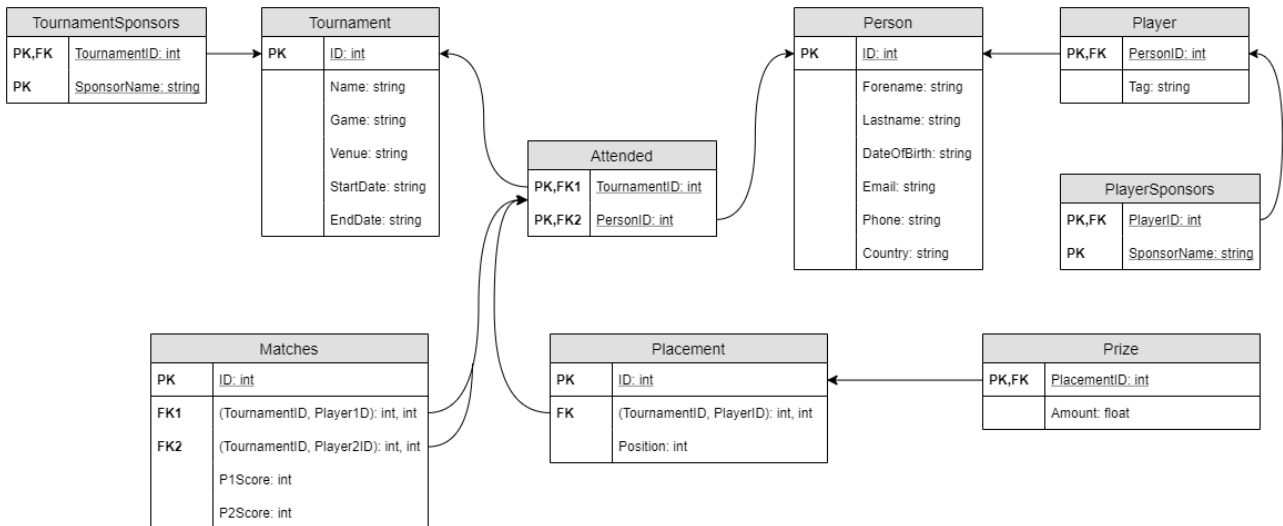 TournamentSponsors
PK,FK TournamentID: int
PK SponsorName: string
Tournament
PK ID: int
Name: string
Game: string
Venue: string
StartDate: string
EndDate: string
Attended
PK,FK1 TournamentID: int
PK,FK2 PersonID: int
Person
PK ID: int
Forename: string
Lastname: string
DateOfBirth: string
Email: string
Phone: string
Country: string
Player
PK,FK PersonID: int
Tag: string
PlayerSponsors
PK,FK PlayerID: int
PK SponsorName: string
Matches
PK ID: int
FK1 (TournamentID, Player1D): int, int
FK2 (TournamentID, Player2ID): int, int
P1Score: int
P2Score: int
Placement
PK ID: int
FK (TournamentID, PlayerID): int, int
Position: int
Prize
PK,FK PlacementID: int
Amount: float